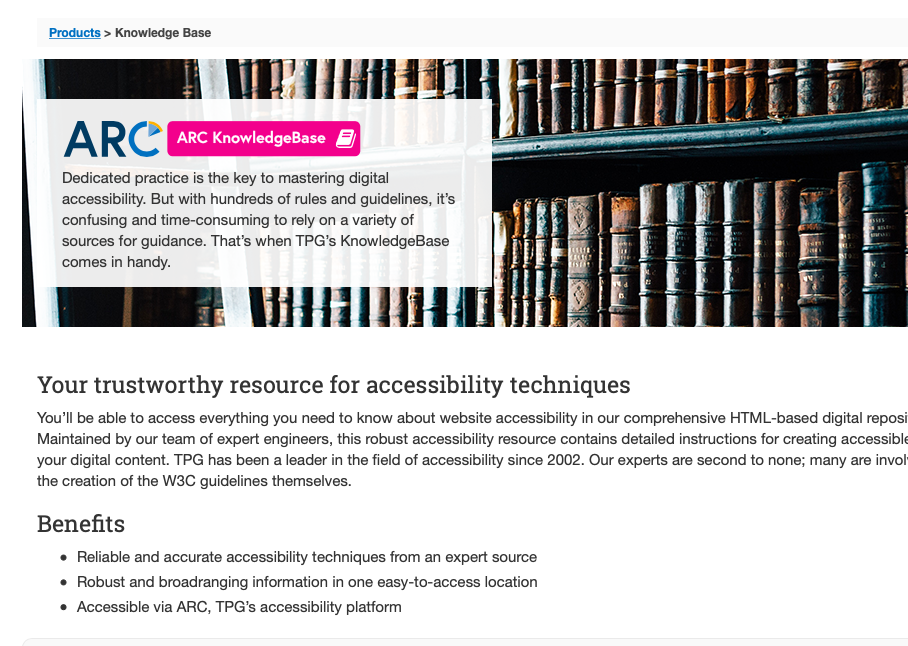 Products > Knowledge Base
ARC ARC KnowledgeBase
Dedicated practice is the key to mastering digital
accessibility. But with hundreds of rules and guidelines, it’s
confusing and time-consuming to rely on a variety of
sources for guidance. That’s when TPG’s KnowledgeBase
comes in handy.
Your trustworthy resource for accessibility techniques
You’ll be able to access everything you need to know about website accessibility in our comprehensive HTML-based digital
Maintained by our team of expert engineers, this robust accessibility resource contains detailed instructions for creating
your digital content. TPG has been a leader in the field of accessibility since 2002. Our experts are second to none; many are
the creation of the W3C guidelines themselves.
Benefits
Reliable and accurate accessibility techniques from an expert source
Robust and broadranging information in one easy-to-access location
Accessible via ARC, TPG’s accessibility platform